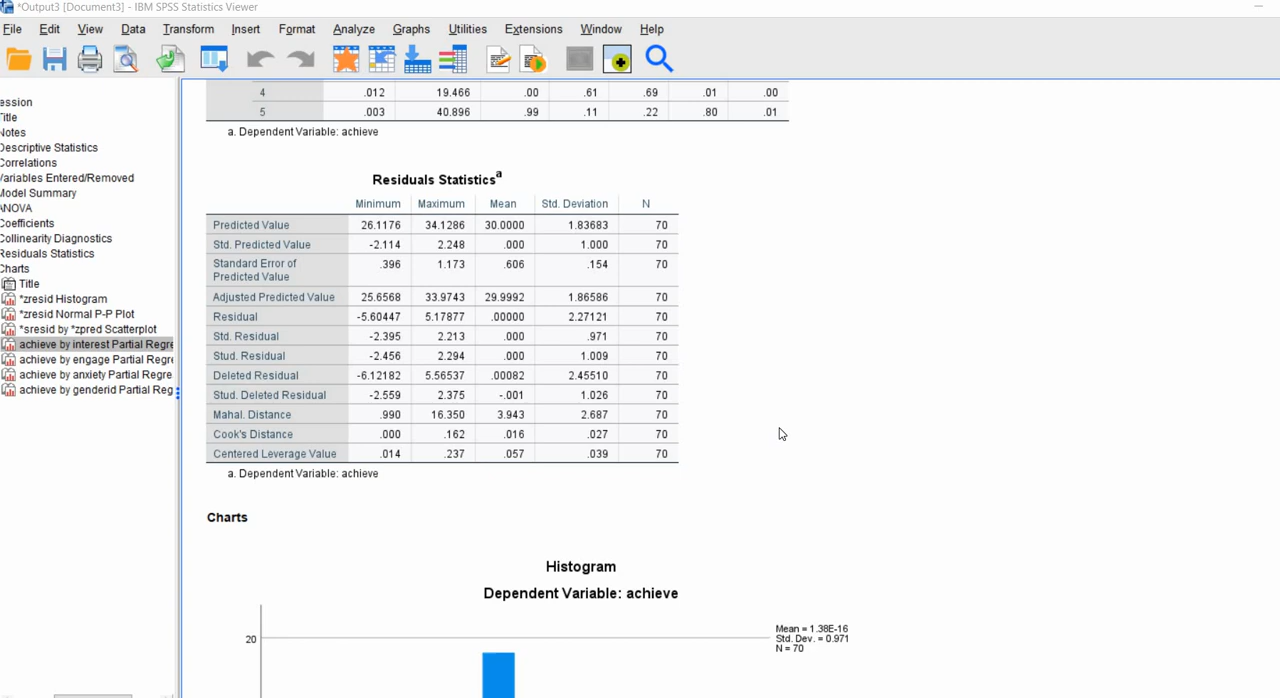 *Output3 [Document3] - IBM SPSS Statistics Viewer
File Edit View Data Transform Insert Format Analyze Graphs Utilities Extensions Window Help
ession
Title
Notes
Descriptive Statistics
Correlations
Variables Entered/Removed
Model Summary
ANOVA
Coefficients
Collinearity Diagnostics
Residuals Statistics
Charts
Title
*zresid Histogram
*zresid Normal P-P Plot
*sresid by *zpred Scatterplot
achieve by interest Partial Regre
achieve by engage Partial Regre
achieve by anxiety Partial Regre
achieve by genderid Partial Reg
4 .012 19.466 .00 .61 .69 .01 .00
5 .003 40.896 .99 .11 .22 .80 .01
a. Dependent Variable: achieve
Residuals Statistics^a
Minimum Maximum Mean Std. Deviation N
Predicted Value 26.1176 34.1286 30.0000 1.83683 70
Std. Predicted Value -2.114 2.248 .000 1.000 70
Standard Error of
Predicted Value .396 1.173 .606 .154 70
Adjusted Predicted Value 25.6568 33.9743 29.9992 1.86586 70
Residual -5.60447 5.17877 .00000 2.27121 70
Std. Residual -2.395 2.213 .000 .971 70
Stud. Residual -2.456 2.294 .000 1.009 70
Deleted Residual -6.12182 5.56537 .00082 2.45510 70
Stud. Deleted Residual -2.559 2.375 -.001 1.026 70
Mahal. Distance .990 16.350 3.943 2.687 70
Cook's Distance .000 .162 .016 .027 70
Centered Leverage Value .014 .237 .057 .039 70
a. Dependent Variable: achieve
Charts
Histogram
Dependent Variable: achieve
20
Mean = 1.38E-16
Std. Dev. = 0.971
N = 70